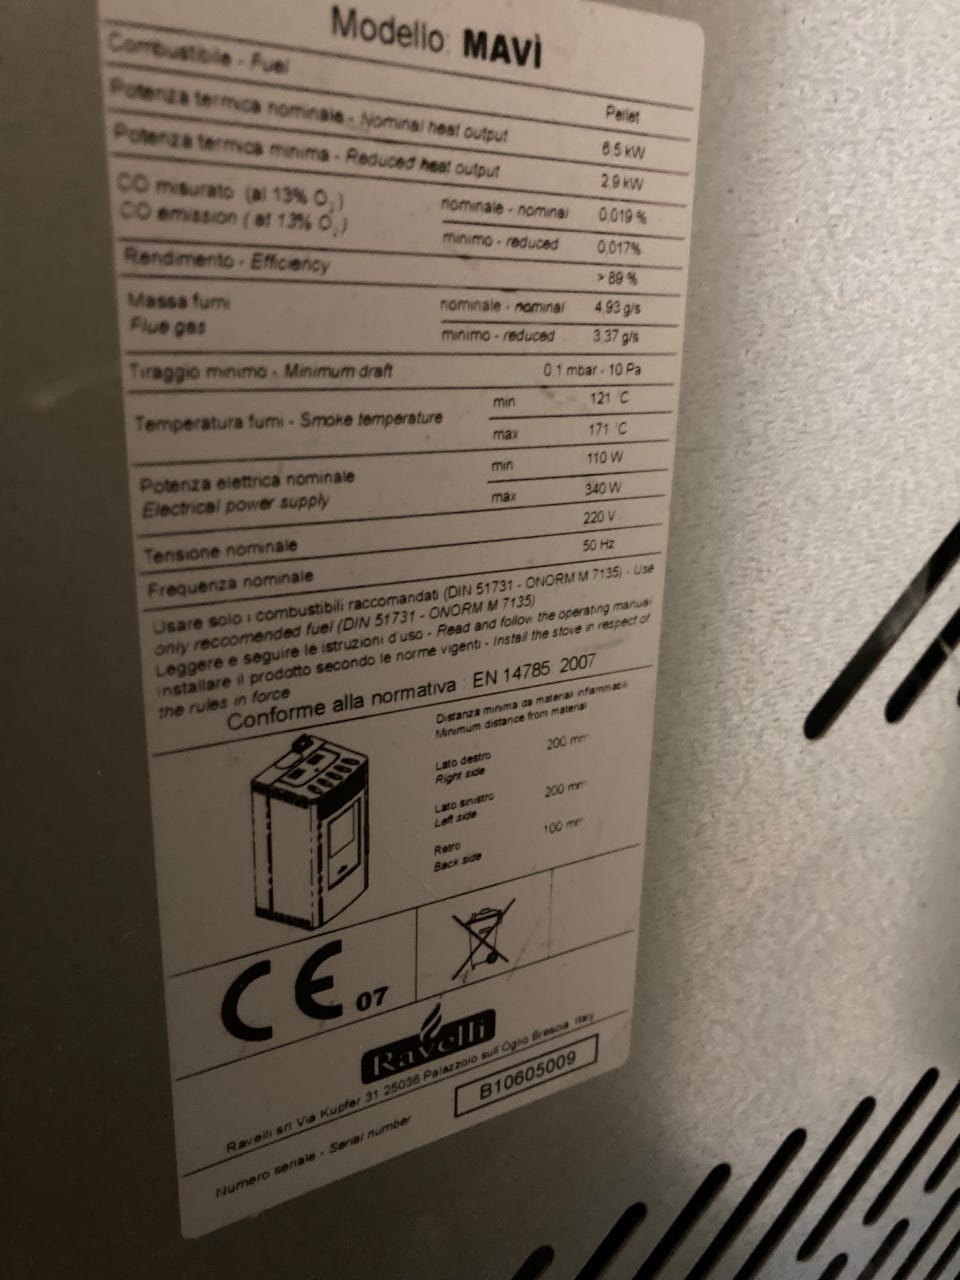 Modello: MAVÌ
Combustibile - Fuel Pellet
Potenza termica nominale - Nominal heat output 6.5 kW
Potenza termica minima - Reduced heat output 2.9 kW
CO misurato (al 13% O₂) nominale - nominal 0,019 %
CO emission ( at 13% O₂) minimo - reduced 0,017%
Rendimento - Efficiency > 89 %
Massa fumi nominale - nominal 4,93 g/s
Flue gas minimo - reduced 3,37 g/s
Tiraggio minimo - Minimum draft 0.1 mbar - 10 Pa
Temperatura fumi - Smoke temperature min 121 °C
max 171 °C
Potenza elettrica nominale min 110 W
Electrical power supply max 340 W
Tensione nominale 220 V
Frequenza nominale 50 Hz
Usare solo i combustibili raccomandati (DIN 51731 - ONORM M 7135) - Use
only reccomended fuel (DIN 51731 - ONORM M 7135)
Leggere e seguire le istruzioni d'uso - Read and follow the operating manual
Installare il prodotto secondo le norme vigenti - Install the stove in respect of
the rules in force
Conforme alla normativa : EN 14785: 2007
Distanza minima da materiali infiammabili
Minimum distance from material
Lato destro 200 mm
Right side
Lato sinistro 200 mm
Left side
Retro 100 mm
Back side
CE 07
Ravelli
Ravelli srl Via Kupfer 31 25036 Palazzolo sull'Oglio Brescia Italy
Numero seriale - Serial number B10605009